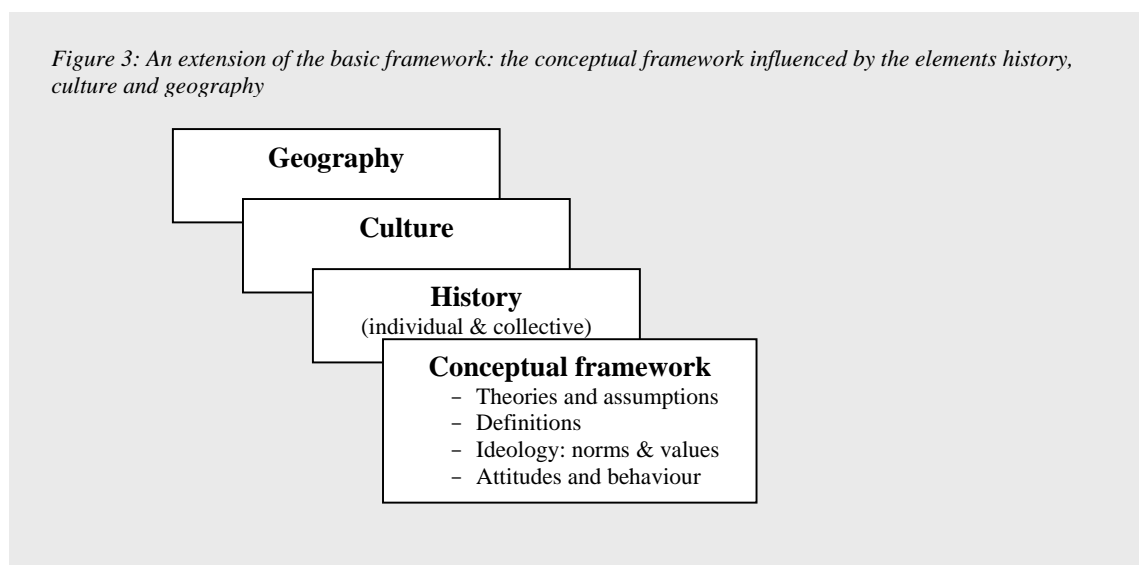 Figure 3: An extension of the basic framework: the conceptual framework influenced by the elements history,
culture and geography
Geography
Culture
History
(individual & collective)
Conceptual framework
– Theories and assumptions
– Definitions
– Ideology: norms & values
– Attitudes and behaviour